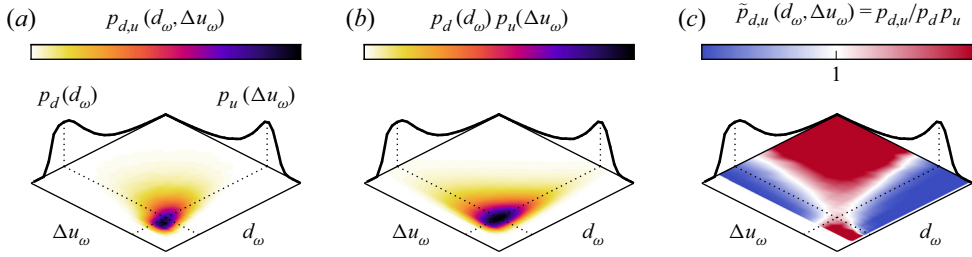 (a) p_{d,u} (d_ω, Δu_ω)
(b) p_d (d_ω) p_u (Δu_ω)
(c) p̃_{d,u} (d_ω, Δu_ω) = p_{d,u}/p_d p_u
1
p_d (d_ω)
p_u (Δu_ω)
Δu_ω
d_ω
Δu_ω
d_ω
Δu_ω
d_ω